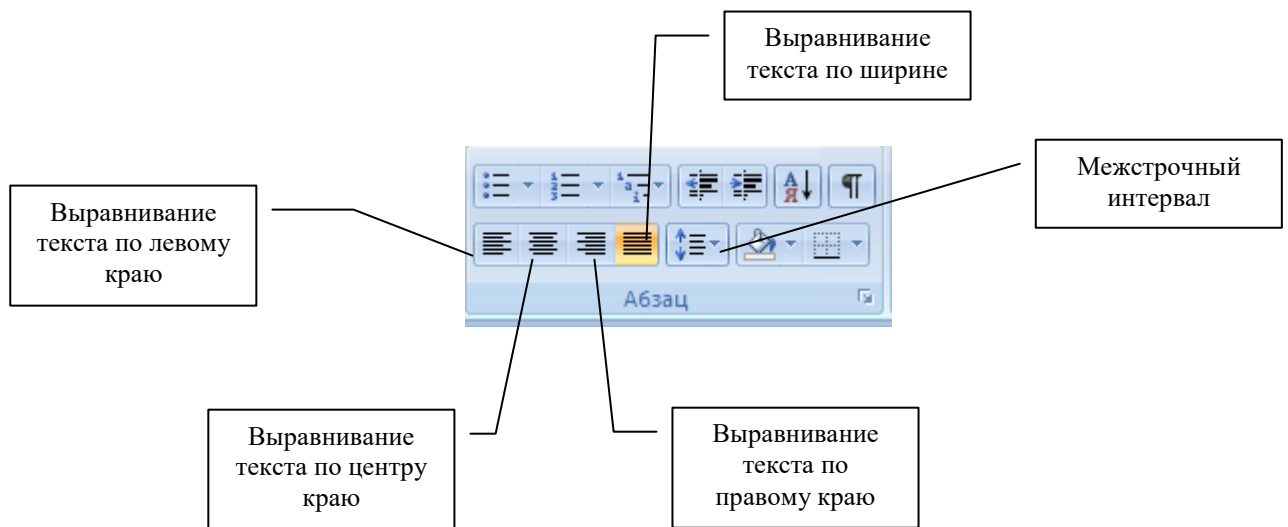 Выравнивание
текста по ширине
Межстрочный
интервал
Выравнивание
текста по левому
краю
Абзац
Выравнивание
текста по центру
краю
Выравнивание
текста по
правому краю